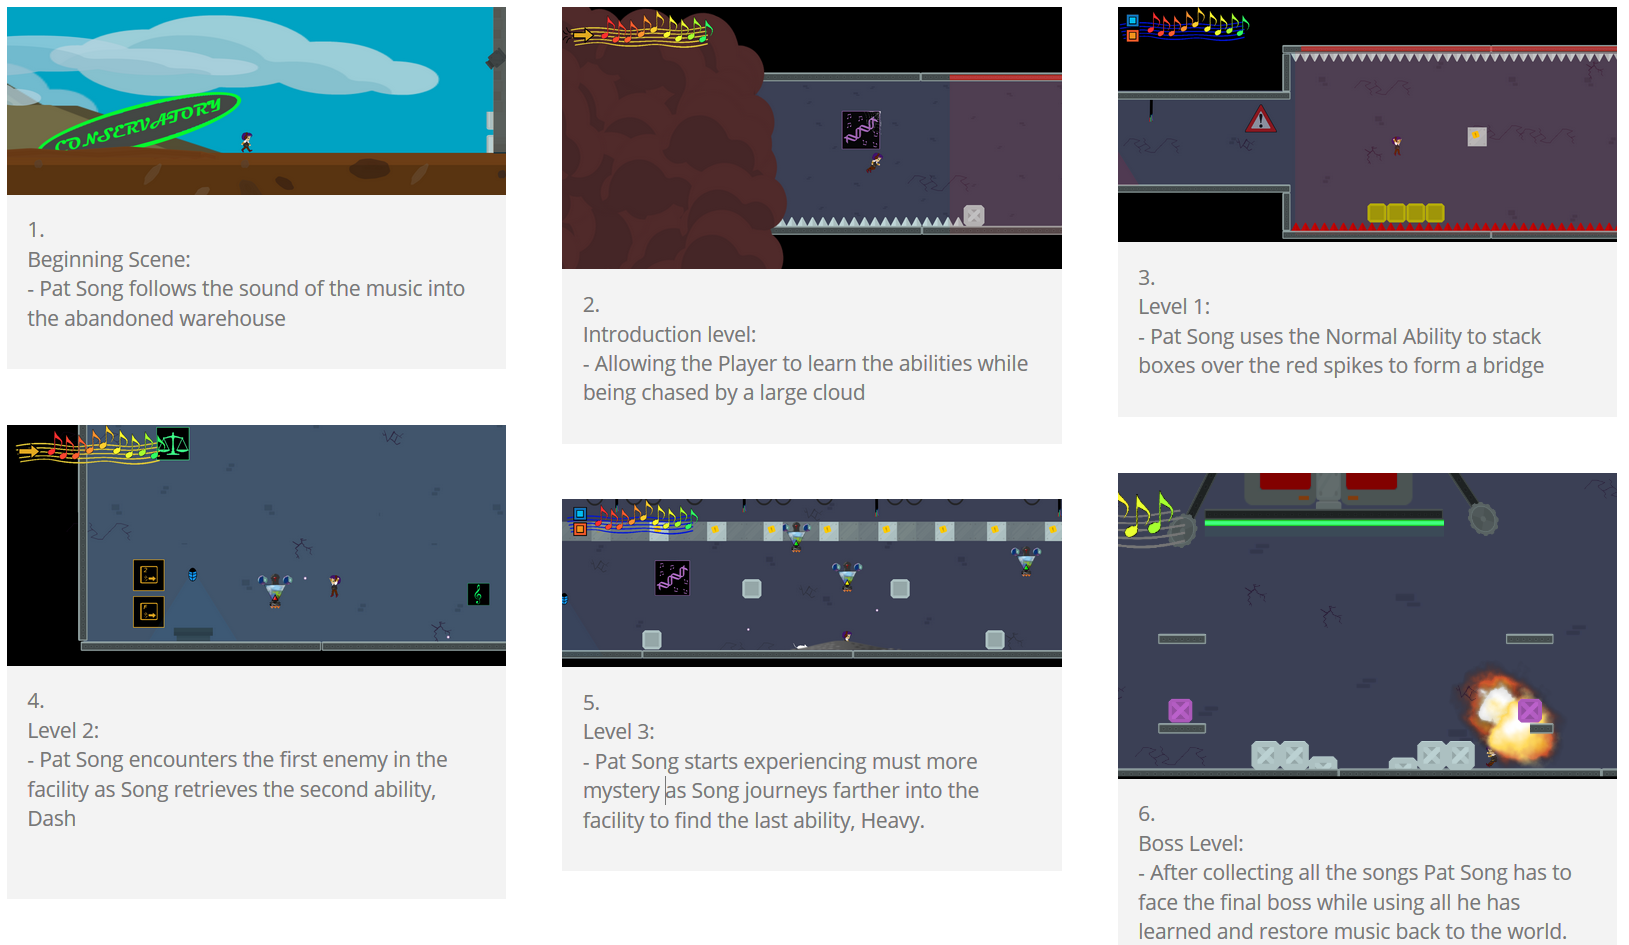 CONSERVATORY
1.
Beginning Scene:
- Pat Song follows the sound of the music into
the abandoned warehouse
2.
Introduction level:
- Allowing the Player to learn the abilities while
being chased by a large cloud
3.
Level 1:
- Pat Song uses the Normal Ability to stack
boxes over the red spikes to form a bridge
4.
Level 2:
- Pat Song encounters the first enemy in the
facility as Song retrieves the second ability,
Dash
5.
Level 3:
- Pat Song starts experiencing must more
mystery as Song journeys farther into the
facility to find the last ability, Heavy.
6.
Boss Level:
- After collecting all the songs Pat Song has to
face the final boss while using all he has
learned and restore music back to the world.